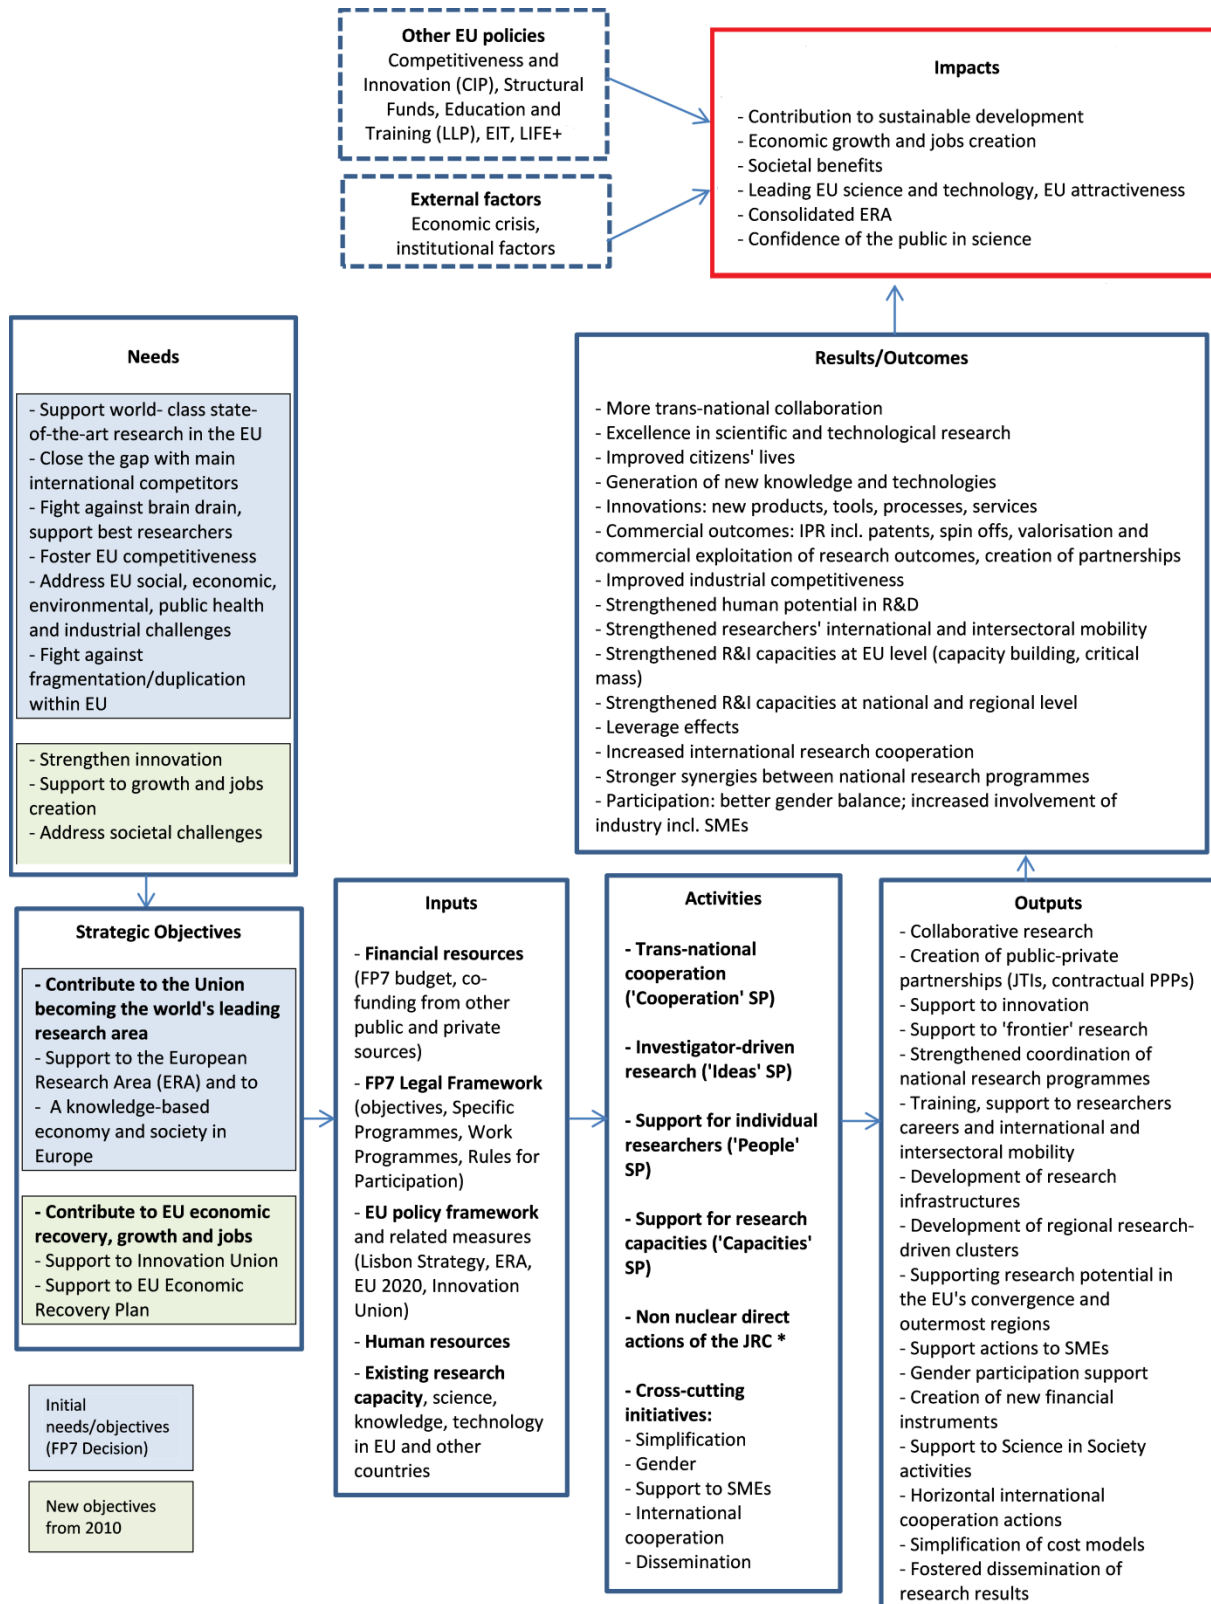 Other EU policies
Competitiveness and
Innovation (CIP), Structural
Funds, Education and
Training (LLP), EIT, LIFE+
External factors
Economic crisis,
institutional factors
Impacts
- Contribution to sustainable development
- Economic growth and jobs creation
- Societal benefits
- Leading EU science and technology, EU attractiveness
- Consolidated ERA
- Confidence of the public in science
Needs
- Support world- class state-
of-the-art research in the EU
- Close the gap with main
international competitors
- Fight against brain drain,
support best researchers
- Foster EU competitiveness
- Address EU social, economic,
environmental, public health
and industrial challenges
- Fight against
fragmentation/duplication
within EU
- Strengthen innovation
- Support to growth and jobs
creation
- Address societal challenges
Results/Outcomes
- More trans-national collaboration
- Excellence in scientific and technological research
- Improved citizens' lives
- Generation of new knowledge and technologies
- Innovations: new products, tools, processes, services
- Commercial outcomes: IPR incl. patents, spin offs, valorisation and
commercial exploitation of research outcomes, creation of partnerships
- Improved industrial competitiveness
- Strengthened human potential in R&D
- Strengthened researchers' international and intersectoral mobility
- Strengthened R&I capacities at EU level (capacity building, critical
mass)
- Strengthened R&I capacities at national and regional level
- Leverage effects
- Increased international research cooperation
- Stronger synergies between national research programmes
- Participation: better gender balance; increased involvement of
industry incl. SMEs
Strategic Objectives
- Contribute to the Union
becoming the world's leading
research area
- Support to the European
Research Area (ERA) and to
- A knowledge-based
economy and society in
Europe
- Contribute to EU economic
recovery, growth and jobs
- Support to Innovation Union
- Support to EU Economic
Recovery Plan
Initial
needs/objectives
(FP7 Decision)
New objectives
from 2010
Inputs
- Financial resources
(FP7 budget, co-
funding from other
public and private
sources)
- FP7 Legal Framework
(objectives, Specific
Programmes, Work
Programmes, Rules for
Participation)
- EU policy framework
and related measures
(Lisbon Strategy, ERA,
EU 2020, Innovation
Union)
- Human resources
- Existing research
capacity, science,
knowledge, technology
in EU and other
countries
Activities
- Trans-national
cooperation
('Cooperation' SP)
- Investigator-driven
research ('Ideas' SP)
- Support for individual
researchers ('People'
SP)
- Support for research
capacities ('Capacities'
SP)
- Non nuclear direct
actions of the JRC *
- Cross-cutting
initiatives:
- Simplification
- Gender
- Support to SMEs
- International
cooperation
- Dissemination
Outputs
- Collaborative research
- Creation of public-private
partnerships (JTIs, contractual PPPs)
- Support to innovation
- Support to 'frontier' research
- Strengthened coordination of
national research programmes
- Training, support to researchers
careers and international and
intersectoral mobility
- Development of research
infrastructures
- Development of regional research-
driven clusters
- Supporting research potential in
the EU's convergence and
outermost regions
- Support actions to SMEs
- Gender participation support
- Creation of new financial
instruments
- Support to Science in Society
activities
- Horizontal international
cooperation actions
- Simplification of cost models
- Fostered dissemination of
research results